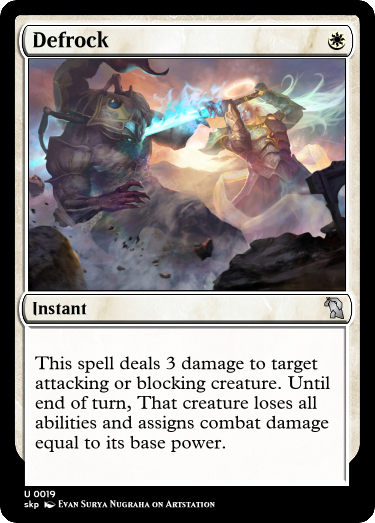 Defrock
Instant
This spell deals 3 damage to target
attacking or blocking creature. Until
end of turn, That creature loses all
abilities and assigns combat damage
equal to its base power.
U 0019
skp Evan Surya Nugraha on Artstation